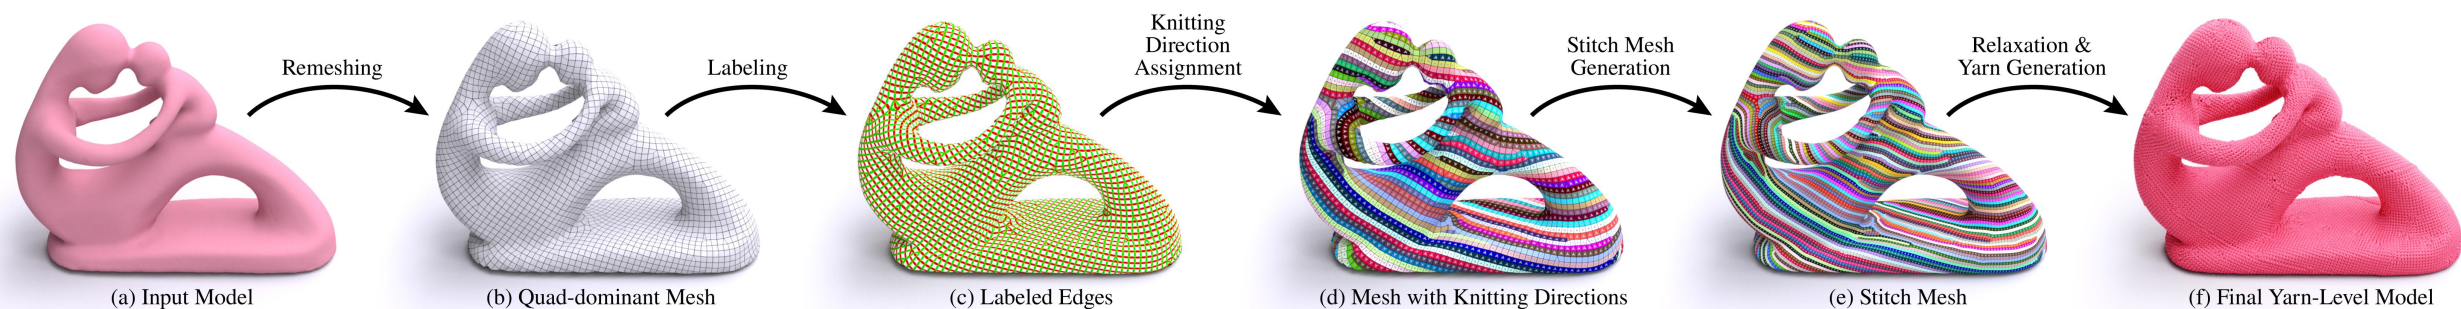 Remeshing
Labeling
Knitting
Direction
Assignment
Stitch Mesh
Generation
Relaxation &
Yarn Generation
(a) Input Model
(b) Quad-dominant Mesh
(c) Labeled Edges
(d) Mesh with Knitting Directions
(e) Stitch Mesh
(f) Final Yarn-Level Model